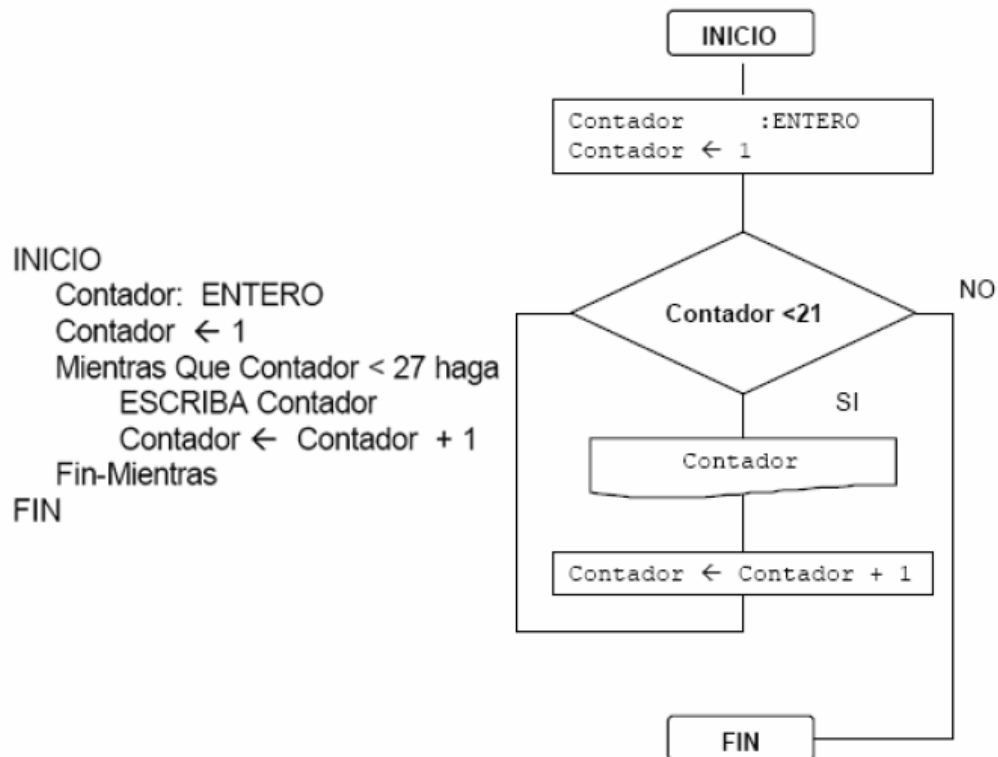 INICIO
Contador: ENTERO
Contador ← 1
Mientras Que Contador < 27 haga
ESCRIBA Contador
Contador ← Contador + 1
Fin-Mientras
FIN
INICIO
Contador :ENTERO
Contador ← 1
Contador <21
NO
SI
Contador
Contador ← Contador + 1
FIN